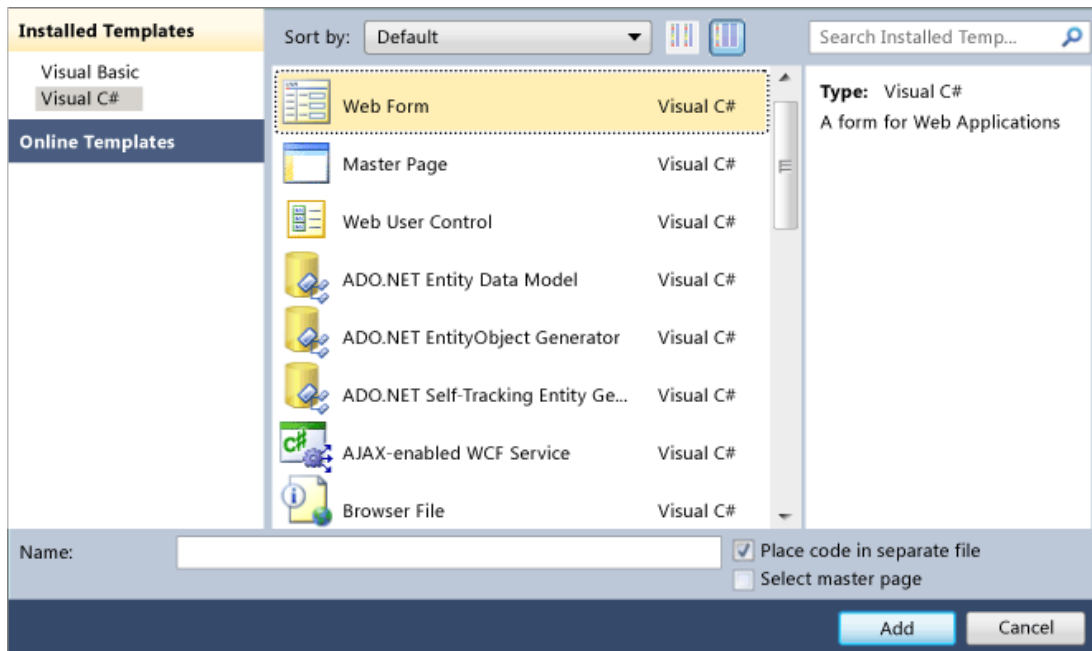 Installed Templates
Sort by: Default
Search Installed Temp...
Visual Basic
Visual C#
Online Templates
Web Form Visual C#
Master Page Visual C#
Web User Control Visual C#
ADO.NET Entity Data Model Visual C#
ADO.NET EntityObject Generator Visual C#
ADO.NET Self-Tracking Entity Ge... Visual C#
AJAX-enabled WCF Service Visual C#
Browser File Visual C#
Type: Visual C#
A form for Web Applications
Name:
Place code in separate file
Select master page
Add
Cancel